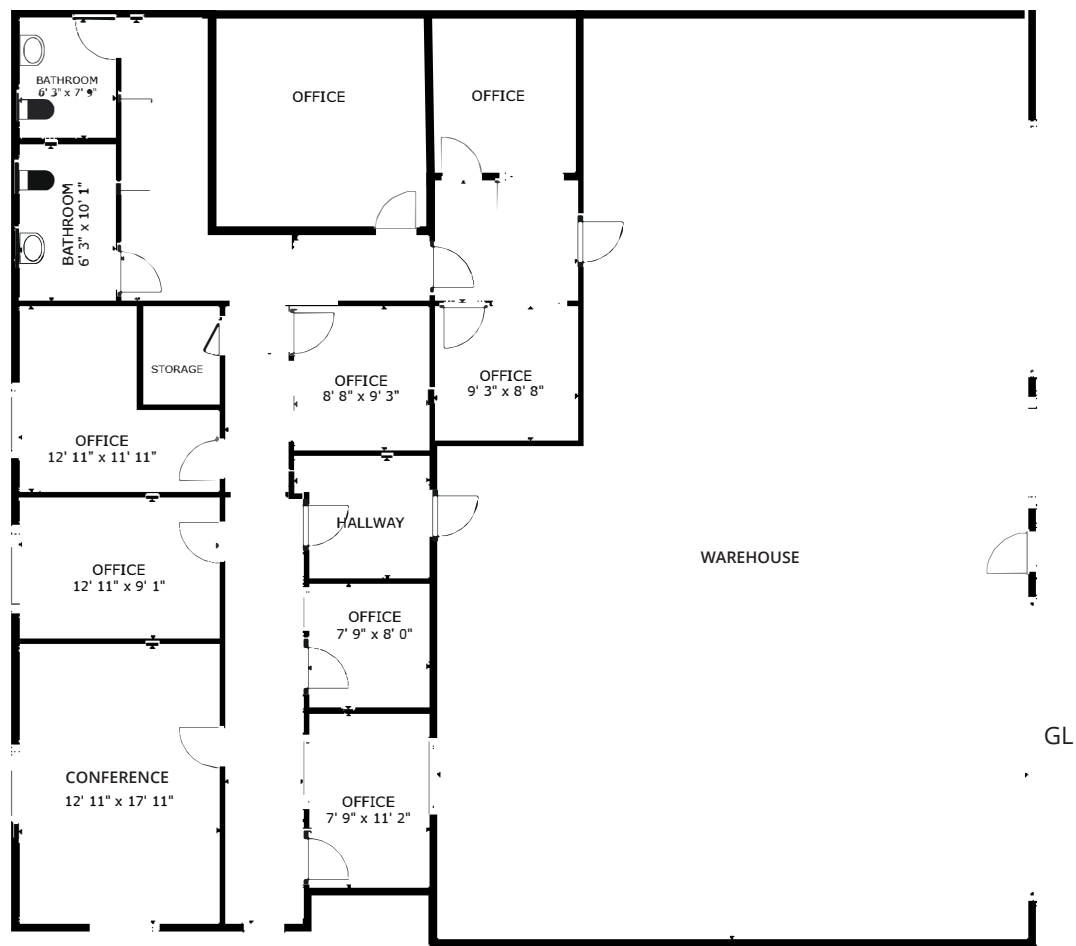 BATHROOM
6' 3" x 7' 9"
OFFICE
OFFICE
BATHROOM
6' 3" x 10' 1"
STORAGE
OFFICE
8' 8" x 9' 3"
OFFICE
9' 3" x 8' 8"
OFFICE
12' 11" x 11' 11"
HALLWAY
WAREHOUSE
OFFICE
12' 11" x 9' 1"
OFFICE
7' 9" x 8' 0"
GL
CONFERENCE
12' 11" x 17' 11"
OFFICE
7' 9" x 11' 2"